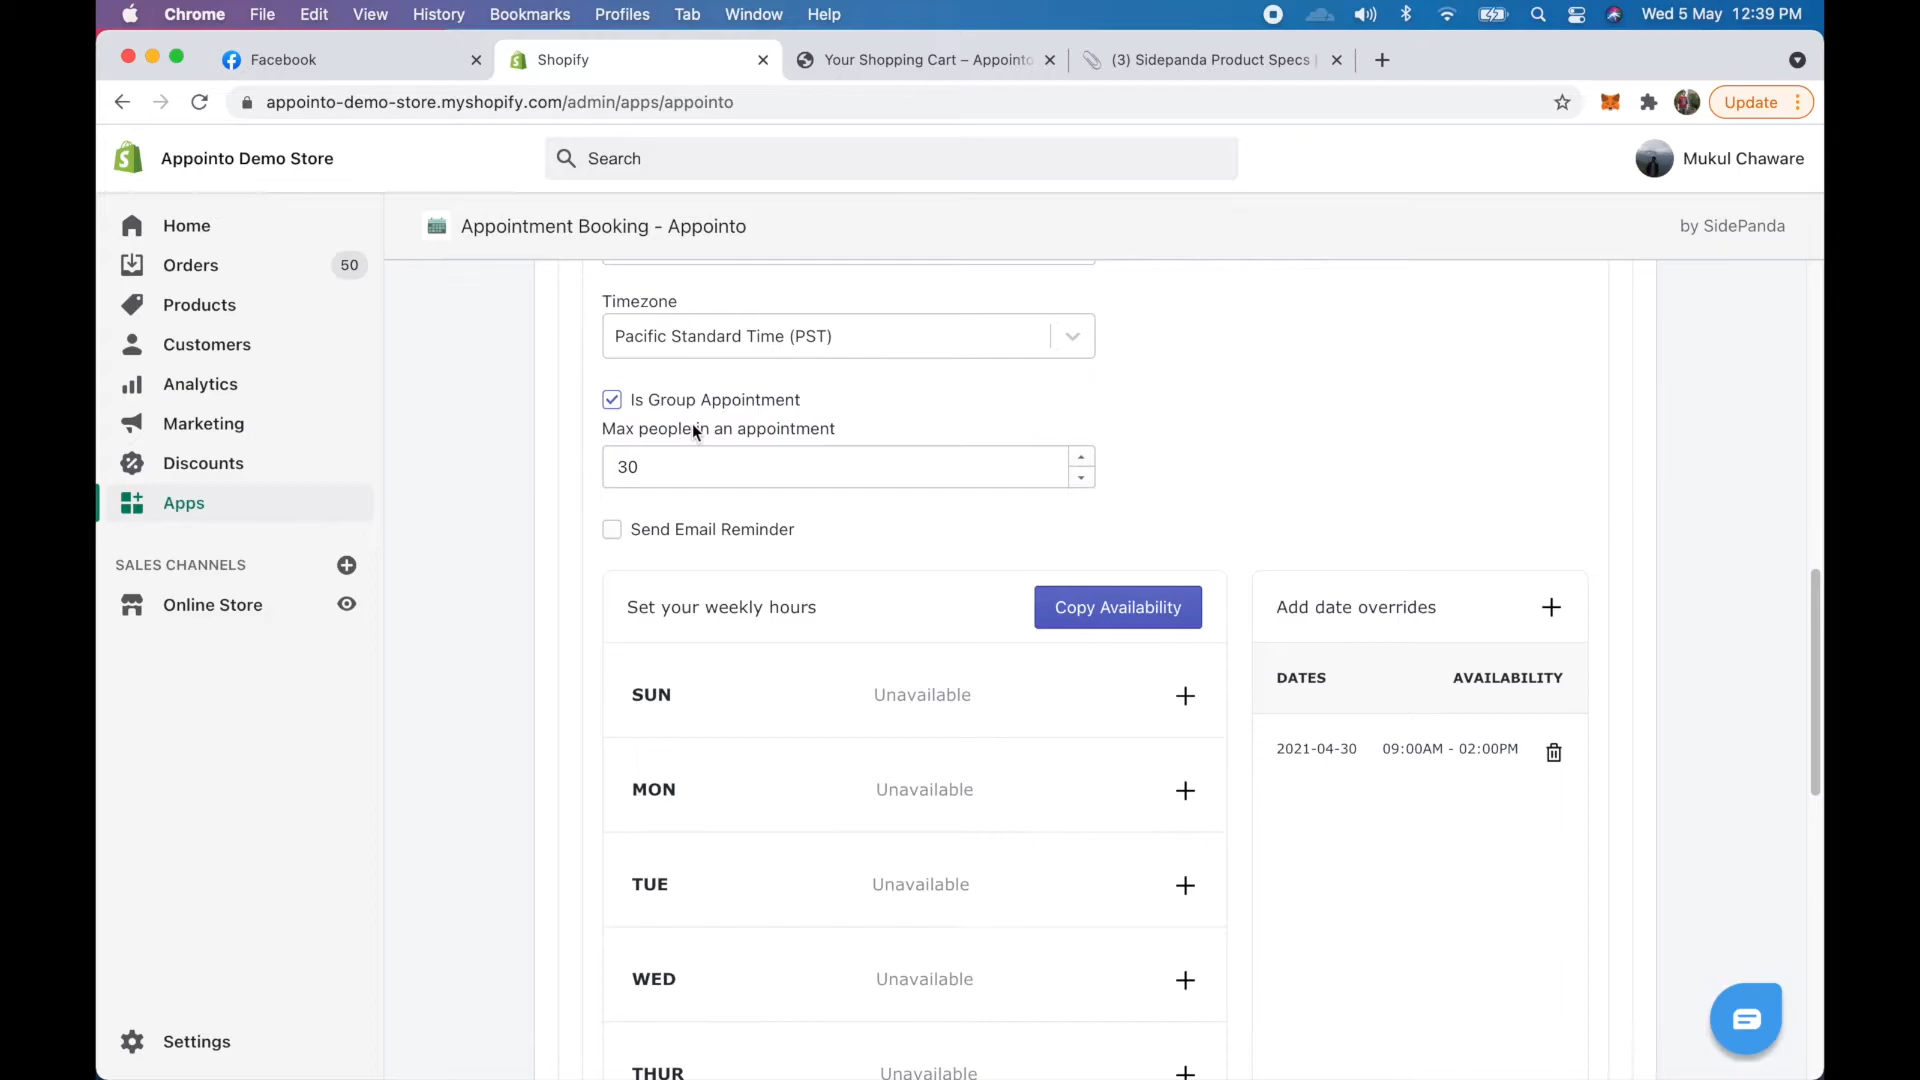 Chrome File Edit View History Bookmarks Profiles Tab Window Help Wed 5 May 12:39 PM
Facebook Shopify Your Shopping Cart – Appointo (3) Sidepanda Product Specs
appointo-demo-store.myshopify.com/admin/apps/appointo Update
Appointo Demo Store Search Mukul Chaware
Home
Orders 50
Products
Customers
Analytics
Marketing
Discounts
Apps
SALES CHANNELS
Online Store
Settings
Appointment Booking - Appointo by SidePanda
Timezone
Pacific Standard Time (PST)
Is Group Appointment
Max people in an appointment
30
Send Email Reminder
Set your weekly hours Copy Availability
SUN Unavailable
MON Unavailable
TUE Unavailable
WED Unavailable
THUR Unavailable
Add date overrides
DATES AVAILABILITY
2021-04-30 09:00AM - 02:00PM